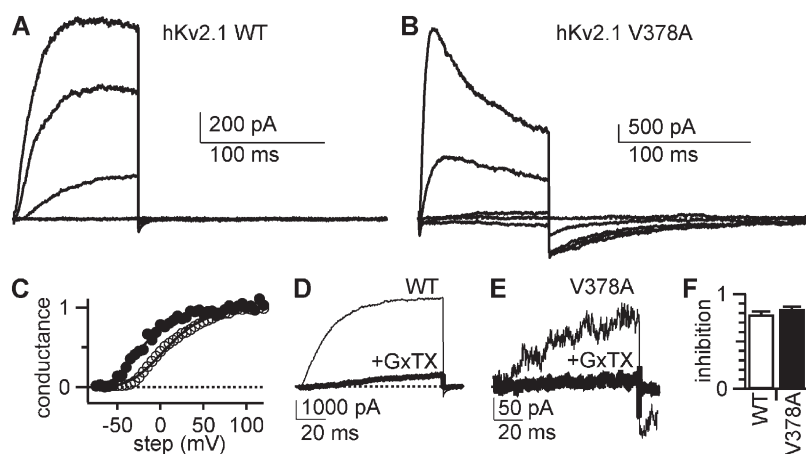 A
hKv2.1 WT
200 pA
100 ms
B
hKv2.1 V378A
500 pA
100 ms
C
conductance
1
0
-50 0 50 100
step (mV)
D
WT
+GxTX
1000 pA
20 ms
E
V378A
+GxTX
50 pA
20 ms
F
inhibition
1
0
WT
V378A